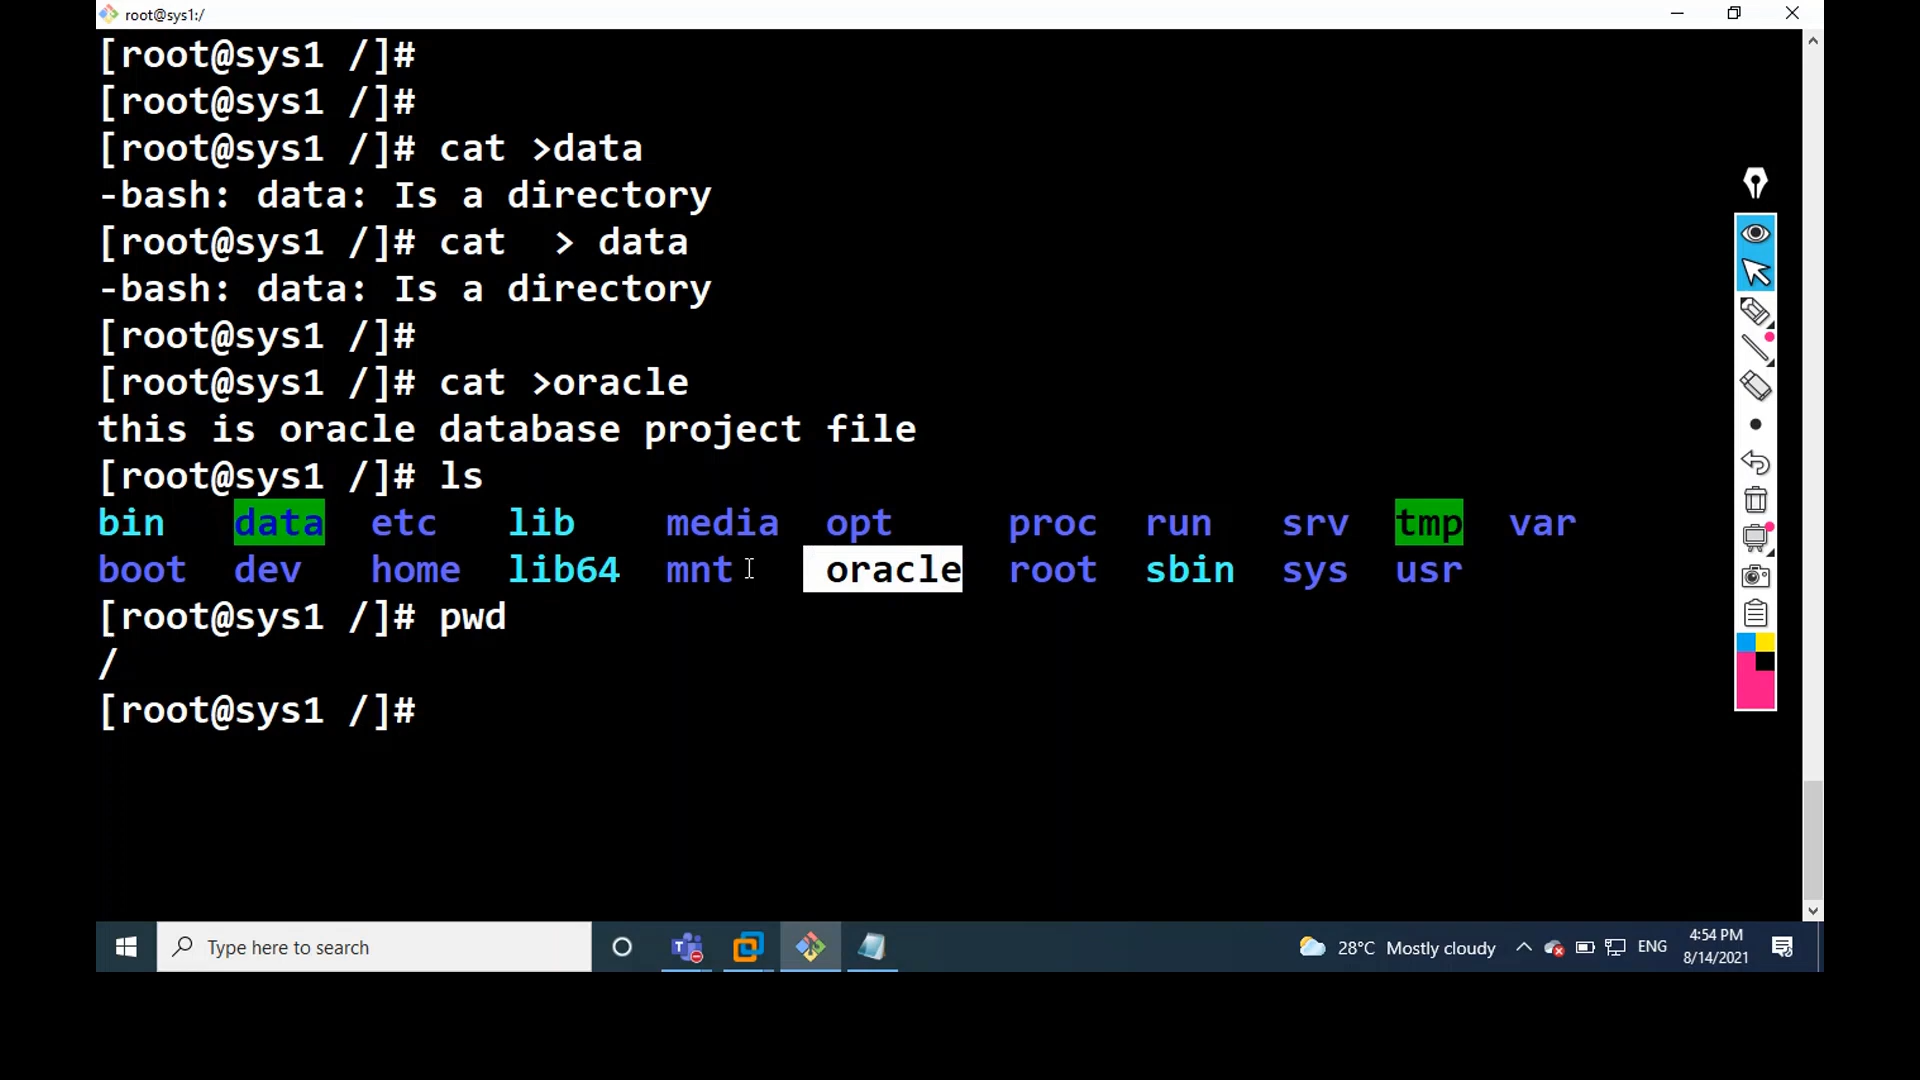 root@sys1:/
[root@sys1 /]#
[root@sys1 /]#
[root@sys1 /]# cat >data
-bash: data: Is a directory
[root@sys1 /]# cat  > data
-bash: data: Is a directory
[root@sys1 /]#
[root@sys1 /]# cat >oracle
this is oracle database project file
[root@sys1 /]# ls
bin data etc lib media opt proc run srv tmp var
boot dev home lib64 mnt oracle root sbin sys usr
[root@sys1 /]# pwd
/
[root@sys1 /]#
Type here to search
28°C Mostly cloudy
ENG
4:54 PM
8/14/2021